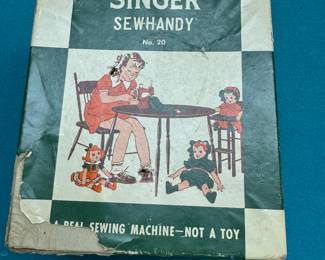 SINGER
SEWHANDY
No. 20
A REAL SEWING MACHINE—NOT A TOY